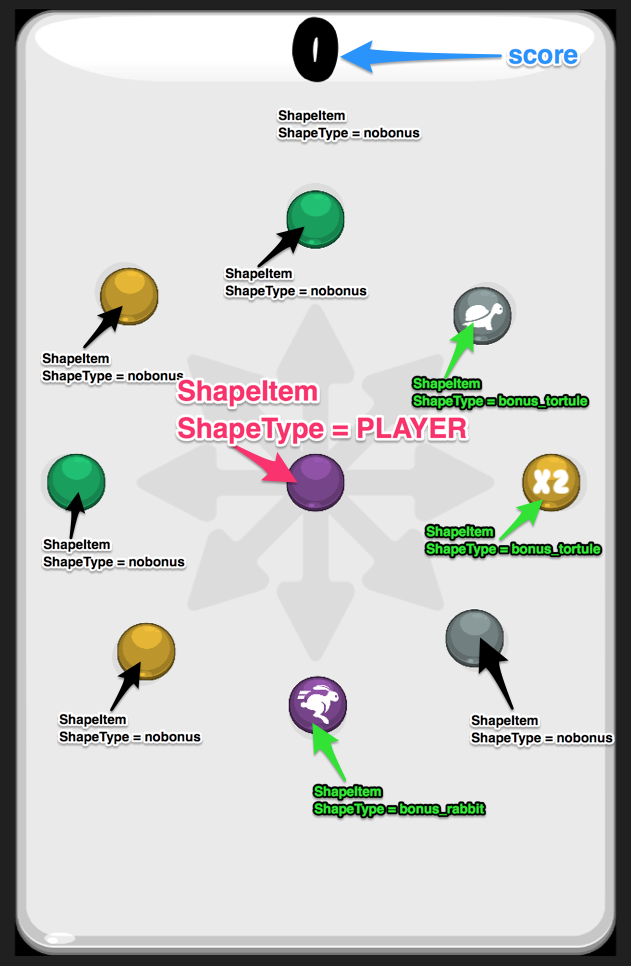 0
score
ShapeItem
ShapeType = nobonus
ShapeItem
ShapeType = nobonus
ShapeItem
ShapeType = nobonus
ShapeItem
ShapeType = bonus_tortule
ShapeItem
ShapeType = PLAYER
X2
ShapeItem
ShapeType = bonus_tortule
ShapeItem
ShapeType = nobonus
ShapeItem
ShapeType = nobonus
ShapeItem
ShapeType = nobonus
ShapeItem
ShapeType = bonus_rabbit